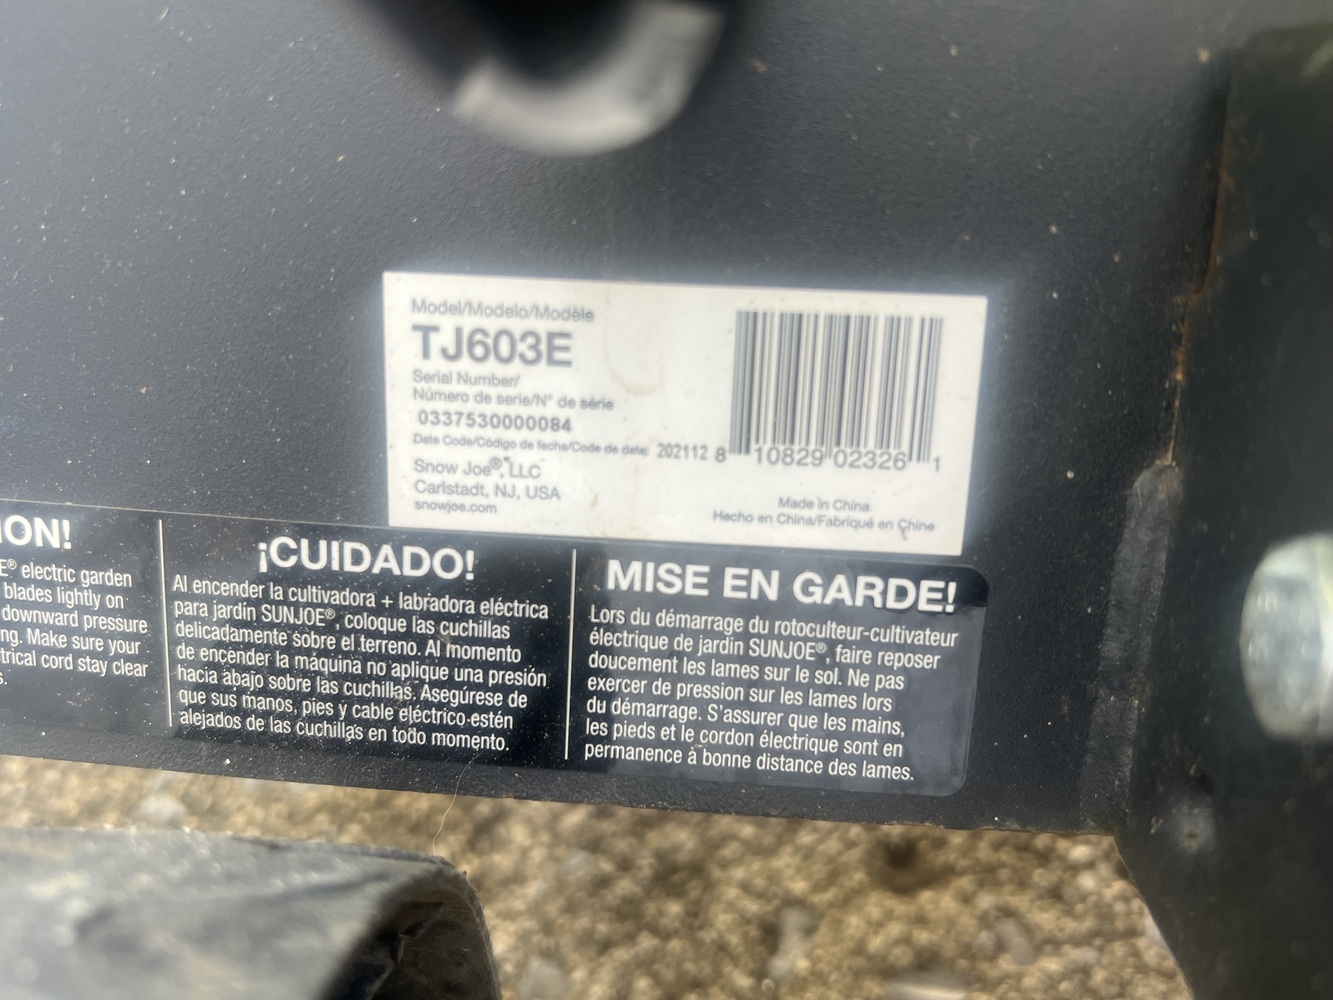 Model/Modelo/Modèle
TJ603E
Serial Number/
Número de serie/N° de série
0337530000084
Date Code/Código de fecha/Code de date: 202112
Snow Joe®, LLC
Carlstadt, NJ, USA
snowjoe.com
8 10829 02326 1
Made in China
Hecho en China/Fabriqué en Chine
ION!
E® electric garden
blades lightly on
downward pressure
ng. Make sure your
trical cord stay clear
s.
¡CUIDADO!
Al encender la cultivadora + labradora eléctrica
para jardín SUNJOE®, coloque las cuchillas
delicadamente sobre el terreno. Al momento
de encender la máquina no aplique una presión
hacia abajo sobre las cuchillas. Asegúrese de
que sus manos, pies y cable eléctrico estén
alejados de las cuchillas en todo momento.
MISE EN GARDE!
Lors du démarrage du rotoculteur-cultivateur
électrique de jardin SUNJOE®, faire reposer
doucement les lames sur le sol. Ne pas
exercer de pression sur les lames lors
du démarrage. S'assurer que les mains,
les pieds et le cordon électrique sont en
permanence à bonne distance des lames.